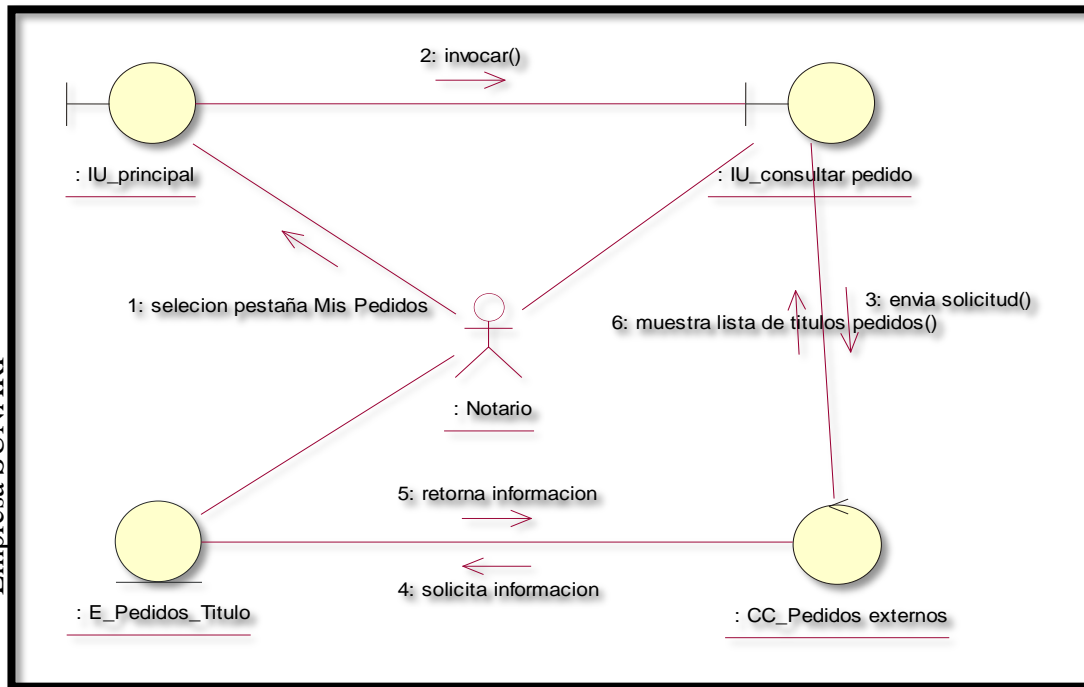 2: invocar()
: IU_principal
: IU_consultar pedido
1: selecion pestaña Mis Pedidos
3: envia solicitud()
6: muestra lista de titulos pedidos()
: Notario
5: retorna informacion
4: solicita informacion
: E_Pedidos_Titulo
: CC_Pedidos externos
Empresa